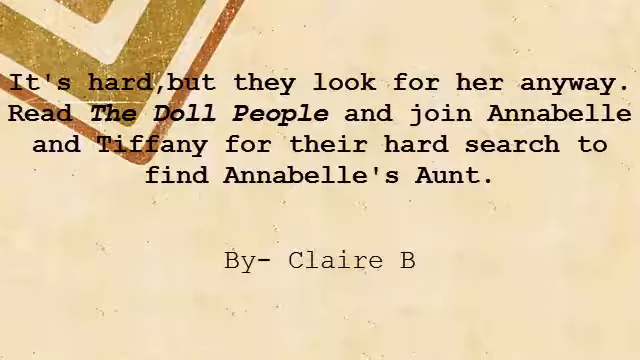 It's hard,but they look for her anyway.
Read The Doll People and join Annabelle
and Tiffany for their hard search to
find Annabelle's Aunt.
By- Claire B